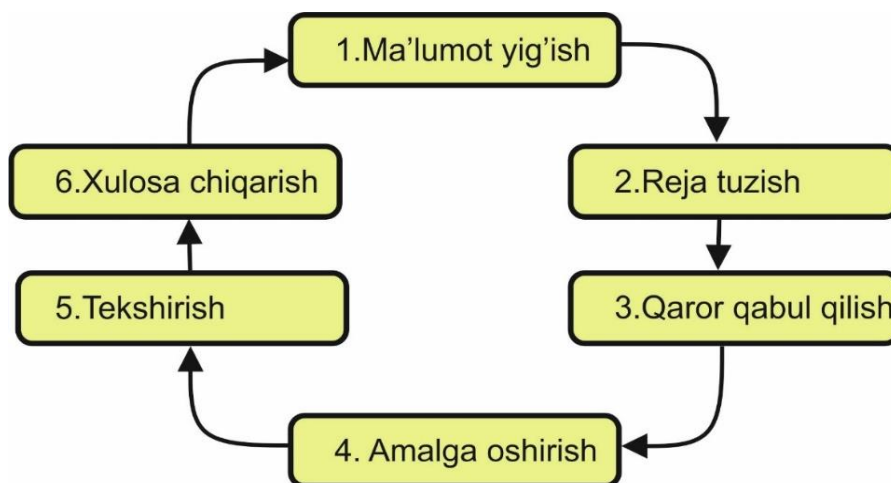 1.Ma’lumot yig’ish
2.Reja tuzish
3.Qaror qabul qilish
4. Amalga oshirish
5.Tekshirish
6.Xulosa chiqarish